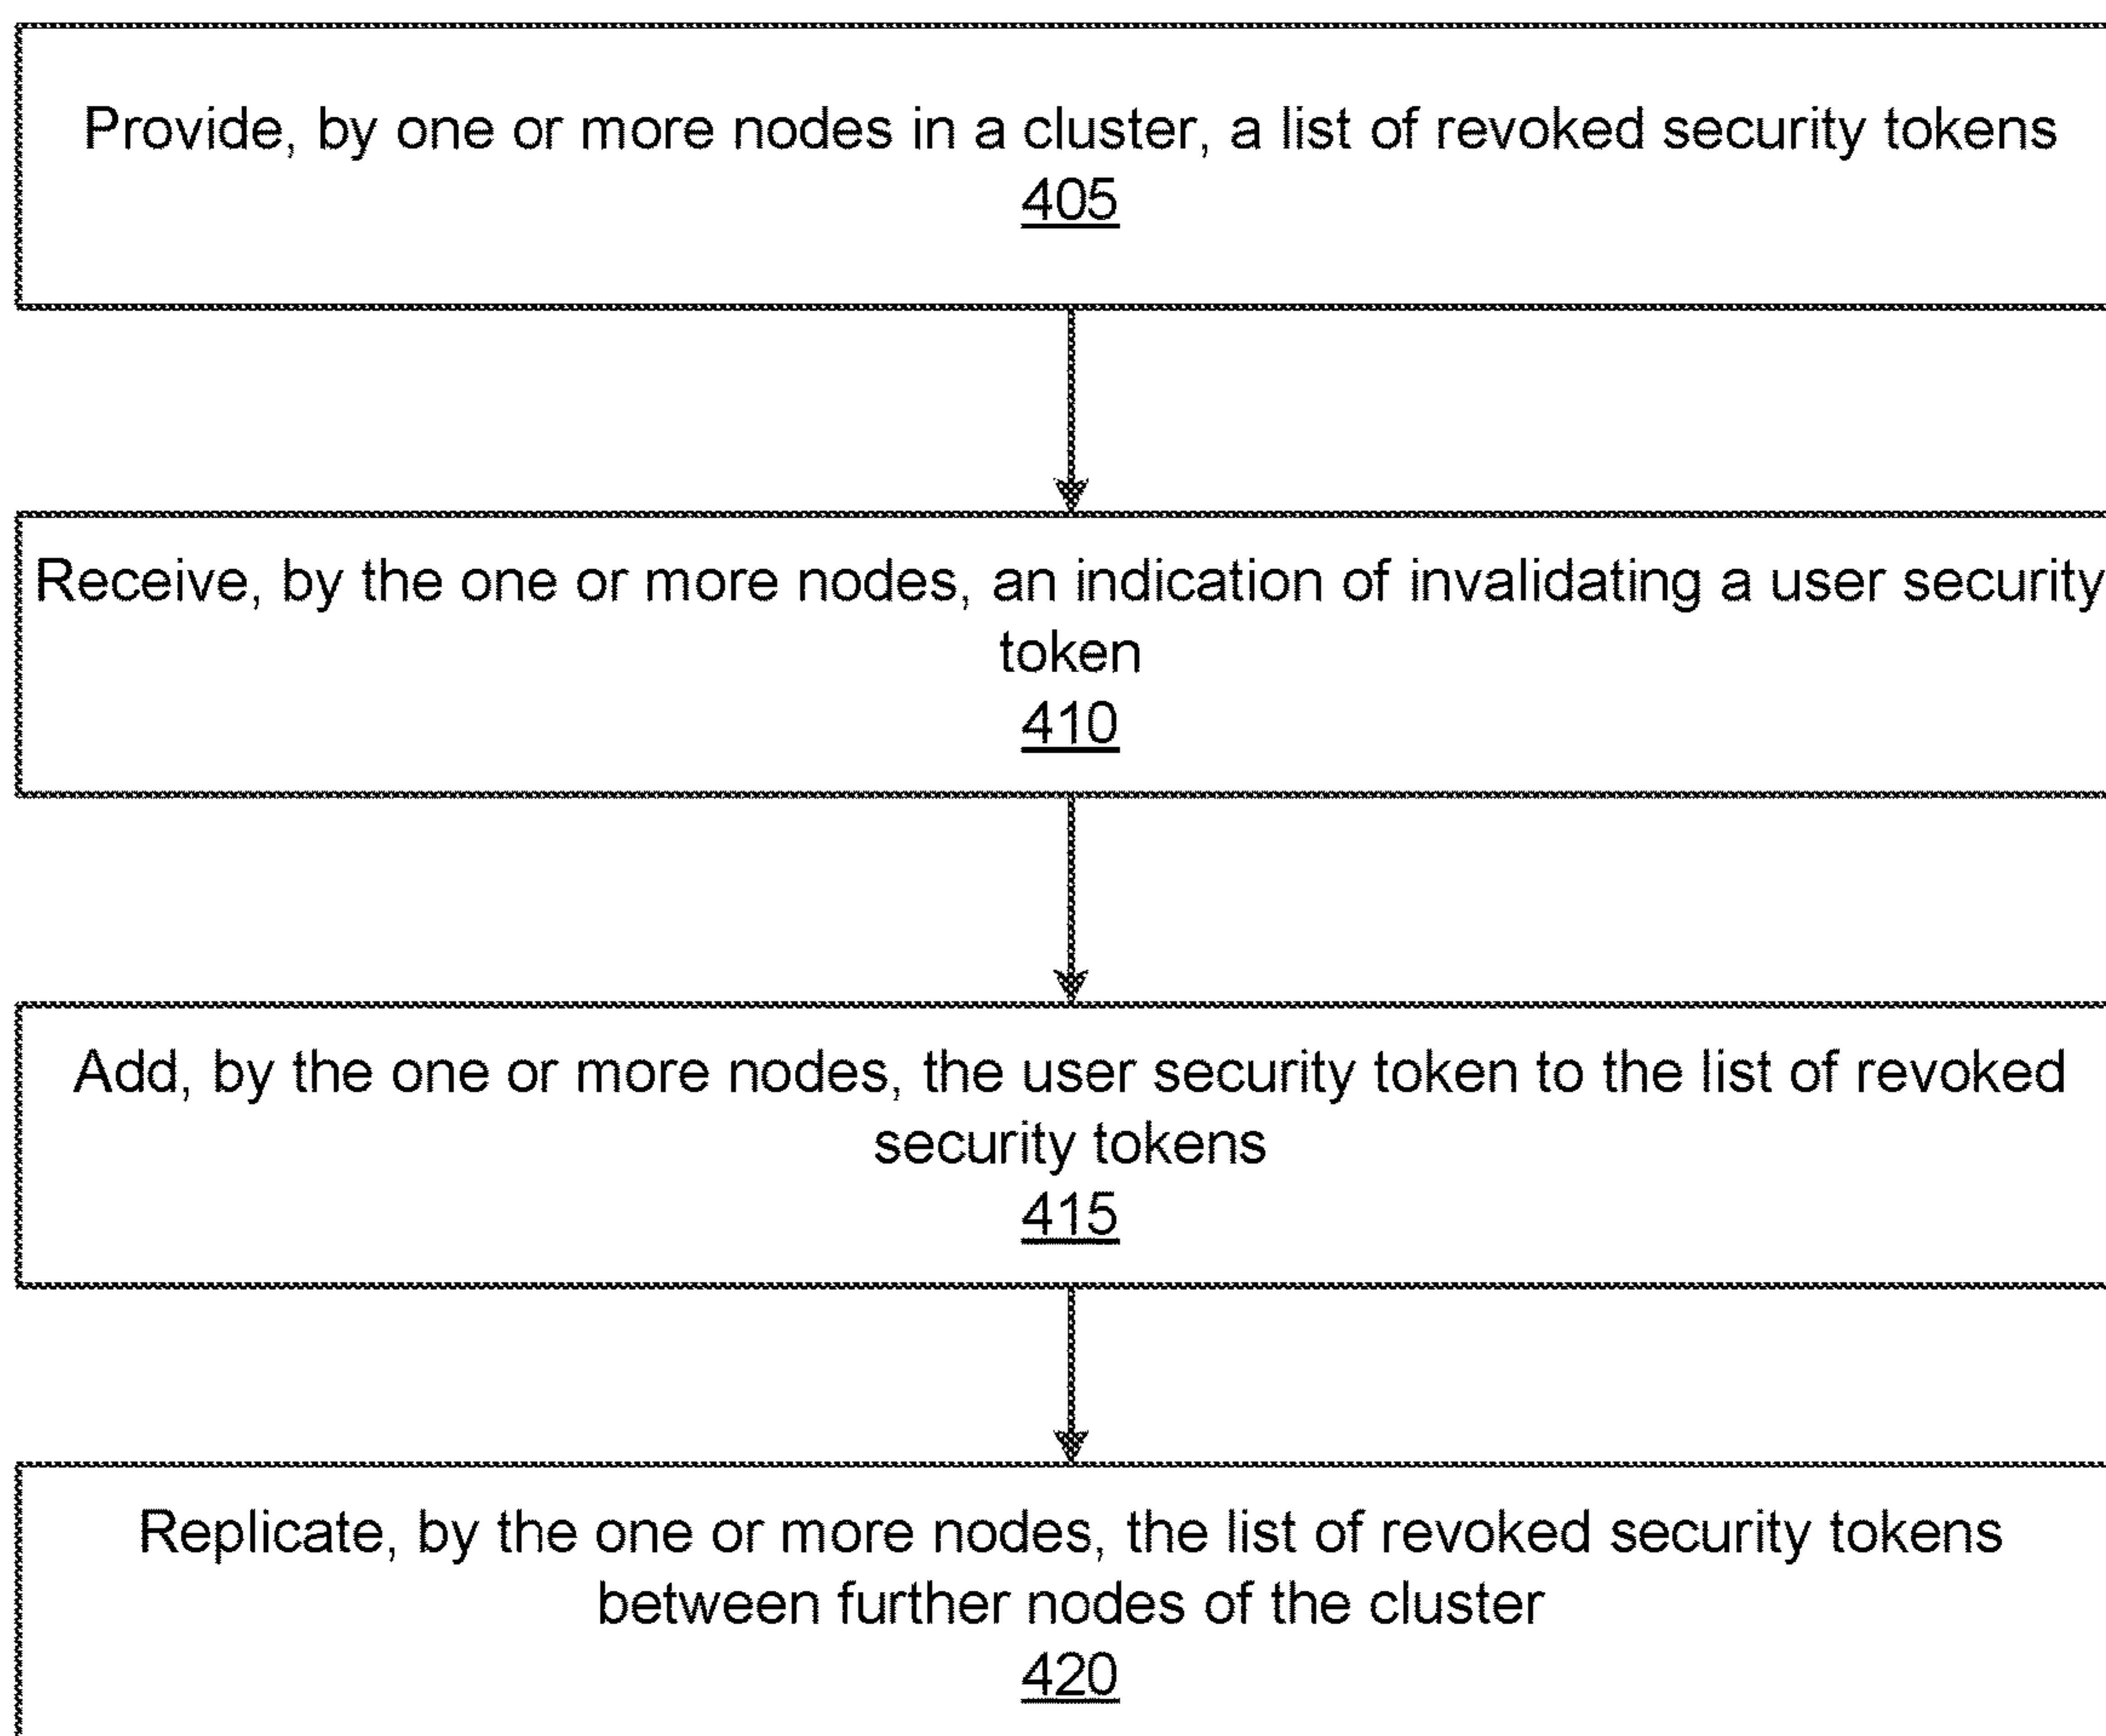 Provide, by one or more nodes in a cluster, a list of revoked security tokens
405
Receive, by the one or more nodes, an indication of invalidating a user security
token
410
Add, by the one or more nodes, the user security token to the list of revoked
security tokens
415
Replicate, by the one or more nodes, the list of revoked security tokens
between further nodes of the cluster
420